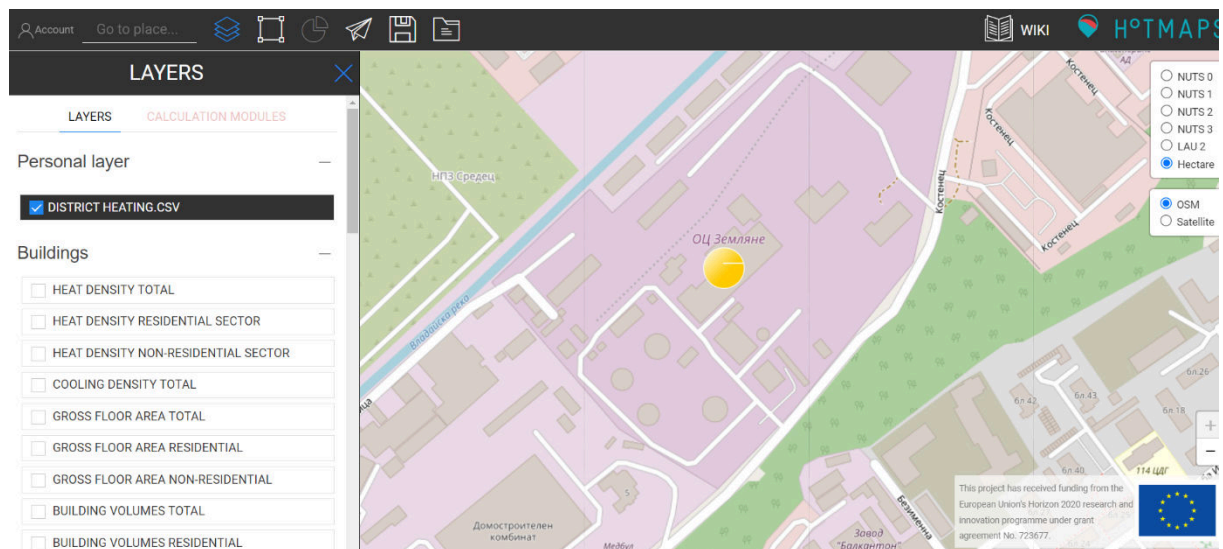 Account
Go to place...
WIKI
HOTMAPS
LAYERS
LAYERS
CALCULATION MODULES
Personal layer
DISTRICT HEATING.CSV
Buildings
HEAT DENSITY TOTAL
HEAT DENSITY RESIDENTIAL SECTOR
HEAT DENSITY NON-RESIDENTIAL SECTOR
COOLING DENSITY TOTAL
GROSS FLOOR AREA TOTAL
GROSS FLOOR AREA RESIDENTIAL
GROSS FLOOR AREA NON-RESIDENTIAL
BUILDING VOLUMES TOTAL
BUILDING VOLUMES RESIDENTIAL
НПЗ Средец
Владайска река
ОЦ Земляне
Костенец
Костенец
Костенец
Костенец
АД
NUTS 0
NUTS 1
NUTS 2
NUTS 3
LAU 2
Hectare
OSM
Satellite
бл.26
бл 42
бл.43
бл 18
бл.40
114 ЦДГ
5
Домостроителен
комбинат
Медбул
Безименна
Завод
"Балкантон"
+
−
This project has received funding from the
European Union's Horizon 2020 research and
innovation programme under grant
agreement No. 723677.